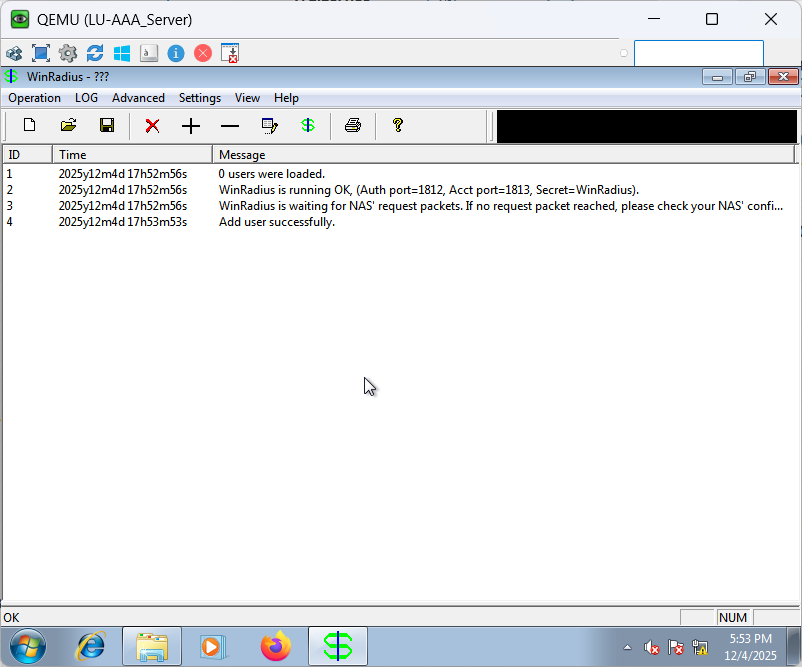 QEMU (LU-AAA_Server)
WinRadius - ???
Operation LOG Advanced Settings View Help
ID Time Message
1 2025y12m4d 17h52m56s 0 users were loaded.
2 2025y12m4d 17h52m56s WinRadius is running OK, (Auth port=1812, Acct port=1813, Secret=WinRadius).
3 2025y12m4d 17h52m56s WinRadius is waiting for NAS' request packets. If no request packet reached, please check your NAS' confi...
4 2025y12m4d 17h53m53s Add user successfully.
OK NUM
5:53 PM
12/4/2025